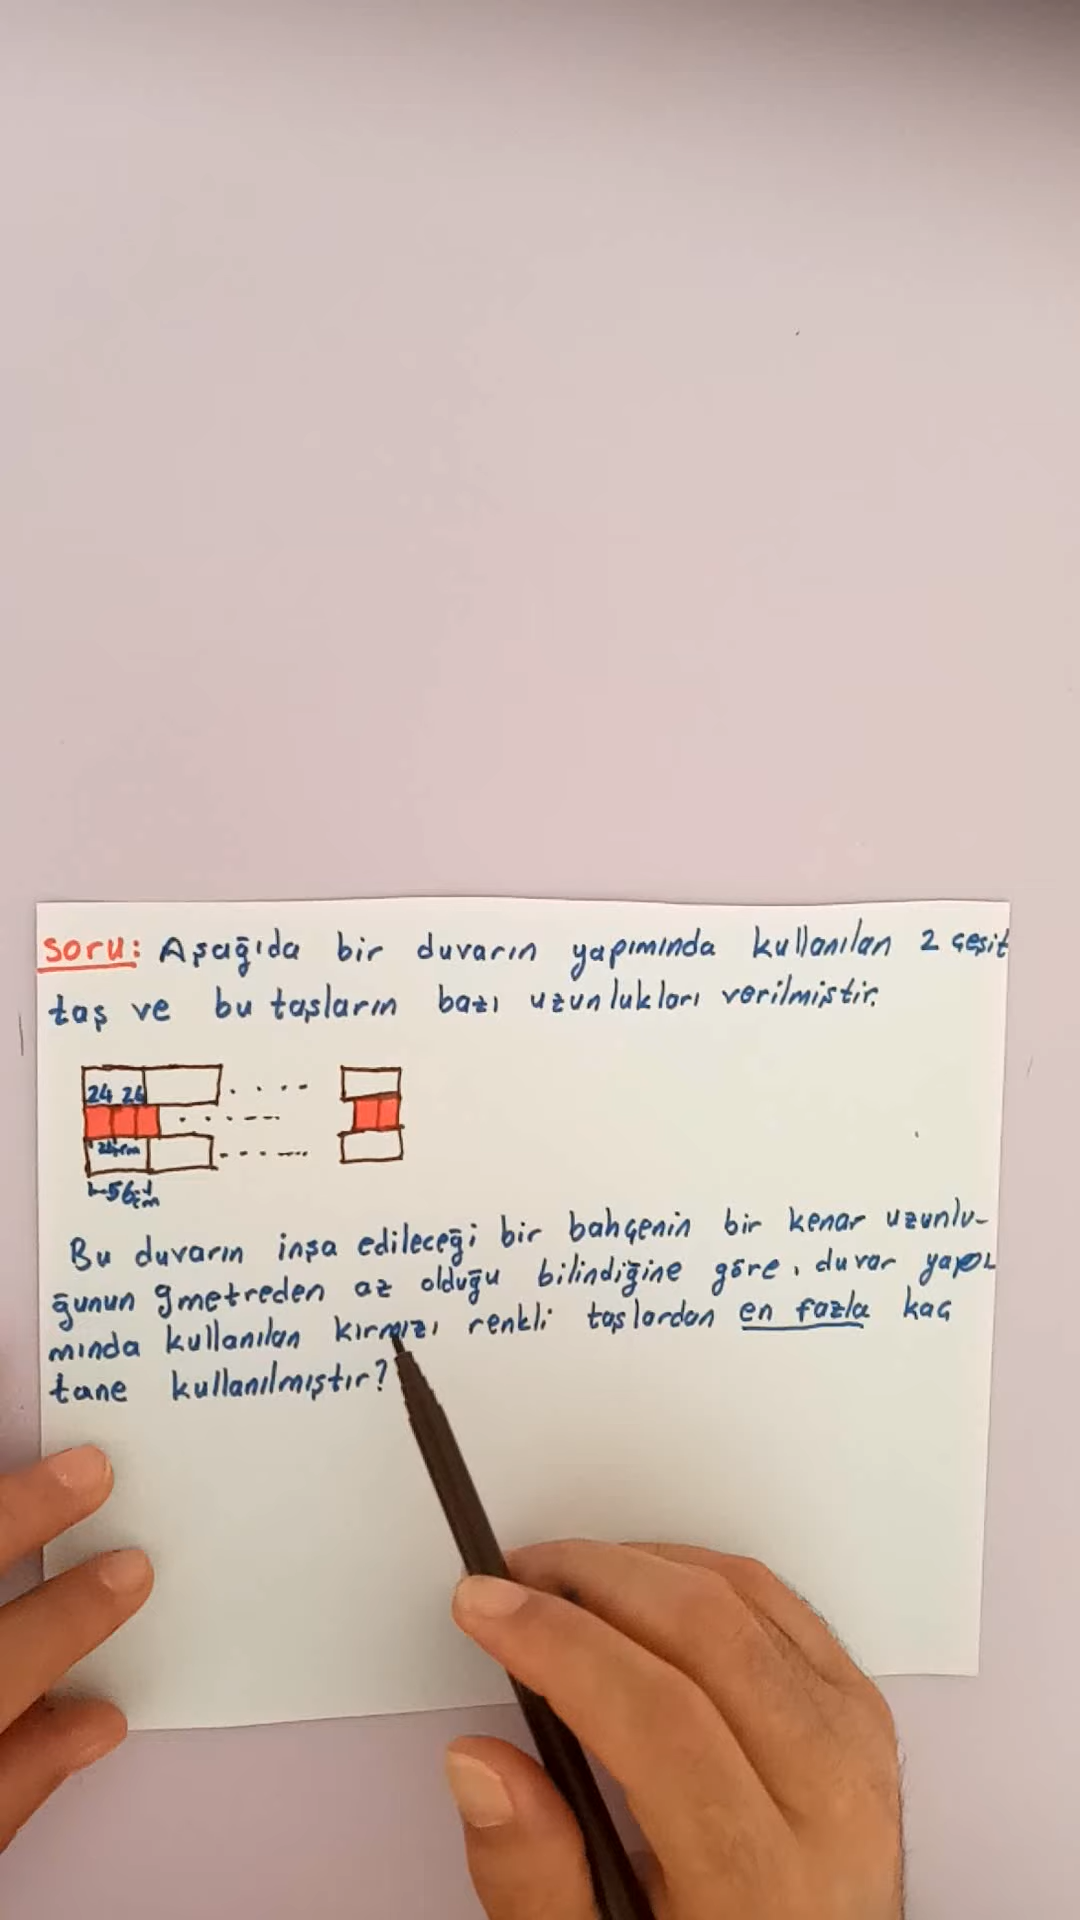 soru: Aşağıda bir duvarın yapımında kullanılan 2 çeşit
taş ve bu taşların bazı uzunlukları verilmiştir.
24 24
56 cm
Bu duvarın inşa edileceği bir bahçenin bir kenar uzunlu-
ğunun 9 metreden az olduğu bilindiğine göre, duvar yapı
mında kullanılan kırmızı renkli taşlardan en fazla kaç
tane kullanılmıştır?